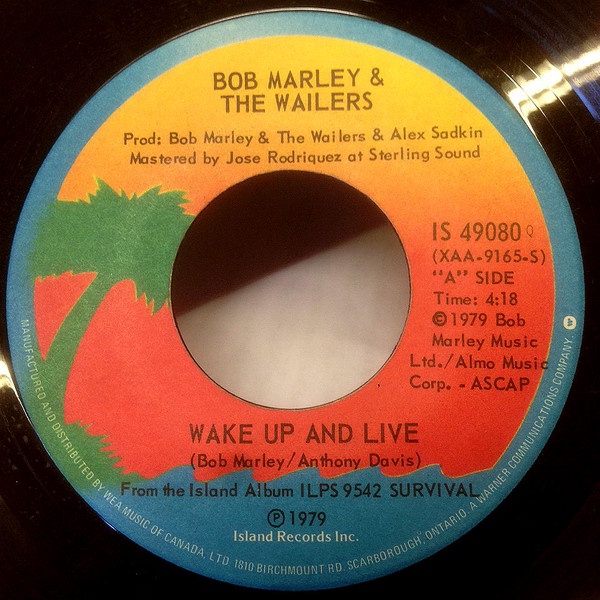 BOB MARLEY &
THE WAILERS
Prod: Bob Marley & The Wailers & Alex Sadkin
Mastered by Jose Rodriquez at Sterling Sound
IS 49080 Q
(XAA-9165-S)
"A" SIDE
Time: 4:18
©1979 Bob
Marley Music
Ltd./Almo Music
Corp. - ASCAP
WAKE UP AND LIVE
(Bob Marley/Anthony Davis)
From the Island Album ILPS 9542 SURVIVAL
℗ 1979
Island Records Inc.
MANUFACTURED AND DISTRIBUTED BY WEA MUSIC OF CANADA, LTD. 1810 BIRCHMOUNT RD. SCARBOROUGH, ONTARIO. A WARNER COMMUNICATIONS COMPANY.